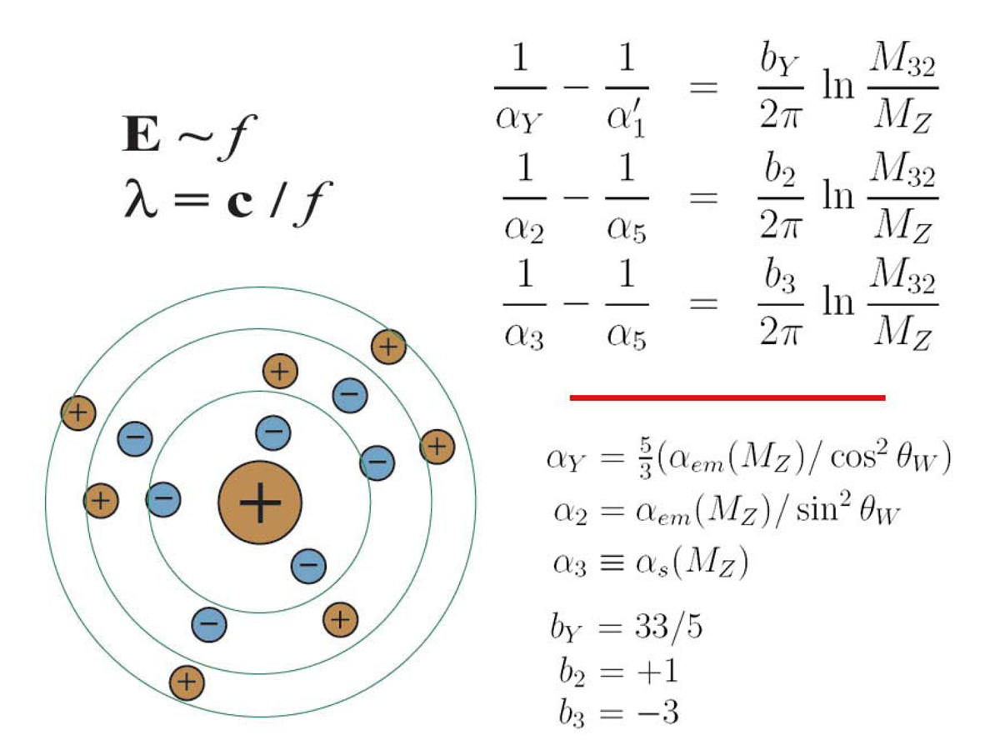 E ~ f
λ = c / f
1/α_Y − 1/α′_1 = b_Y/2π ln M_32/M_Z
1/α_2 − 1/α_5 = b_2/2π ln M_32/M_Z
1/α_3 − 1/α_5 = b_3/2π ln M_32/M_Z
α_Y = 5/3(α_em(M_Z)/ cos² θ_W)
α_2 = α_em(M_Z)/ sin² θ_W
α_3 ≡ α_s(M_Z)
b_Y = 33/5
b_2 = +1
b_3 = −3
+
+
−
+
−
−
−
+
+
−
+
−
+
−
+